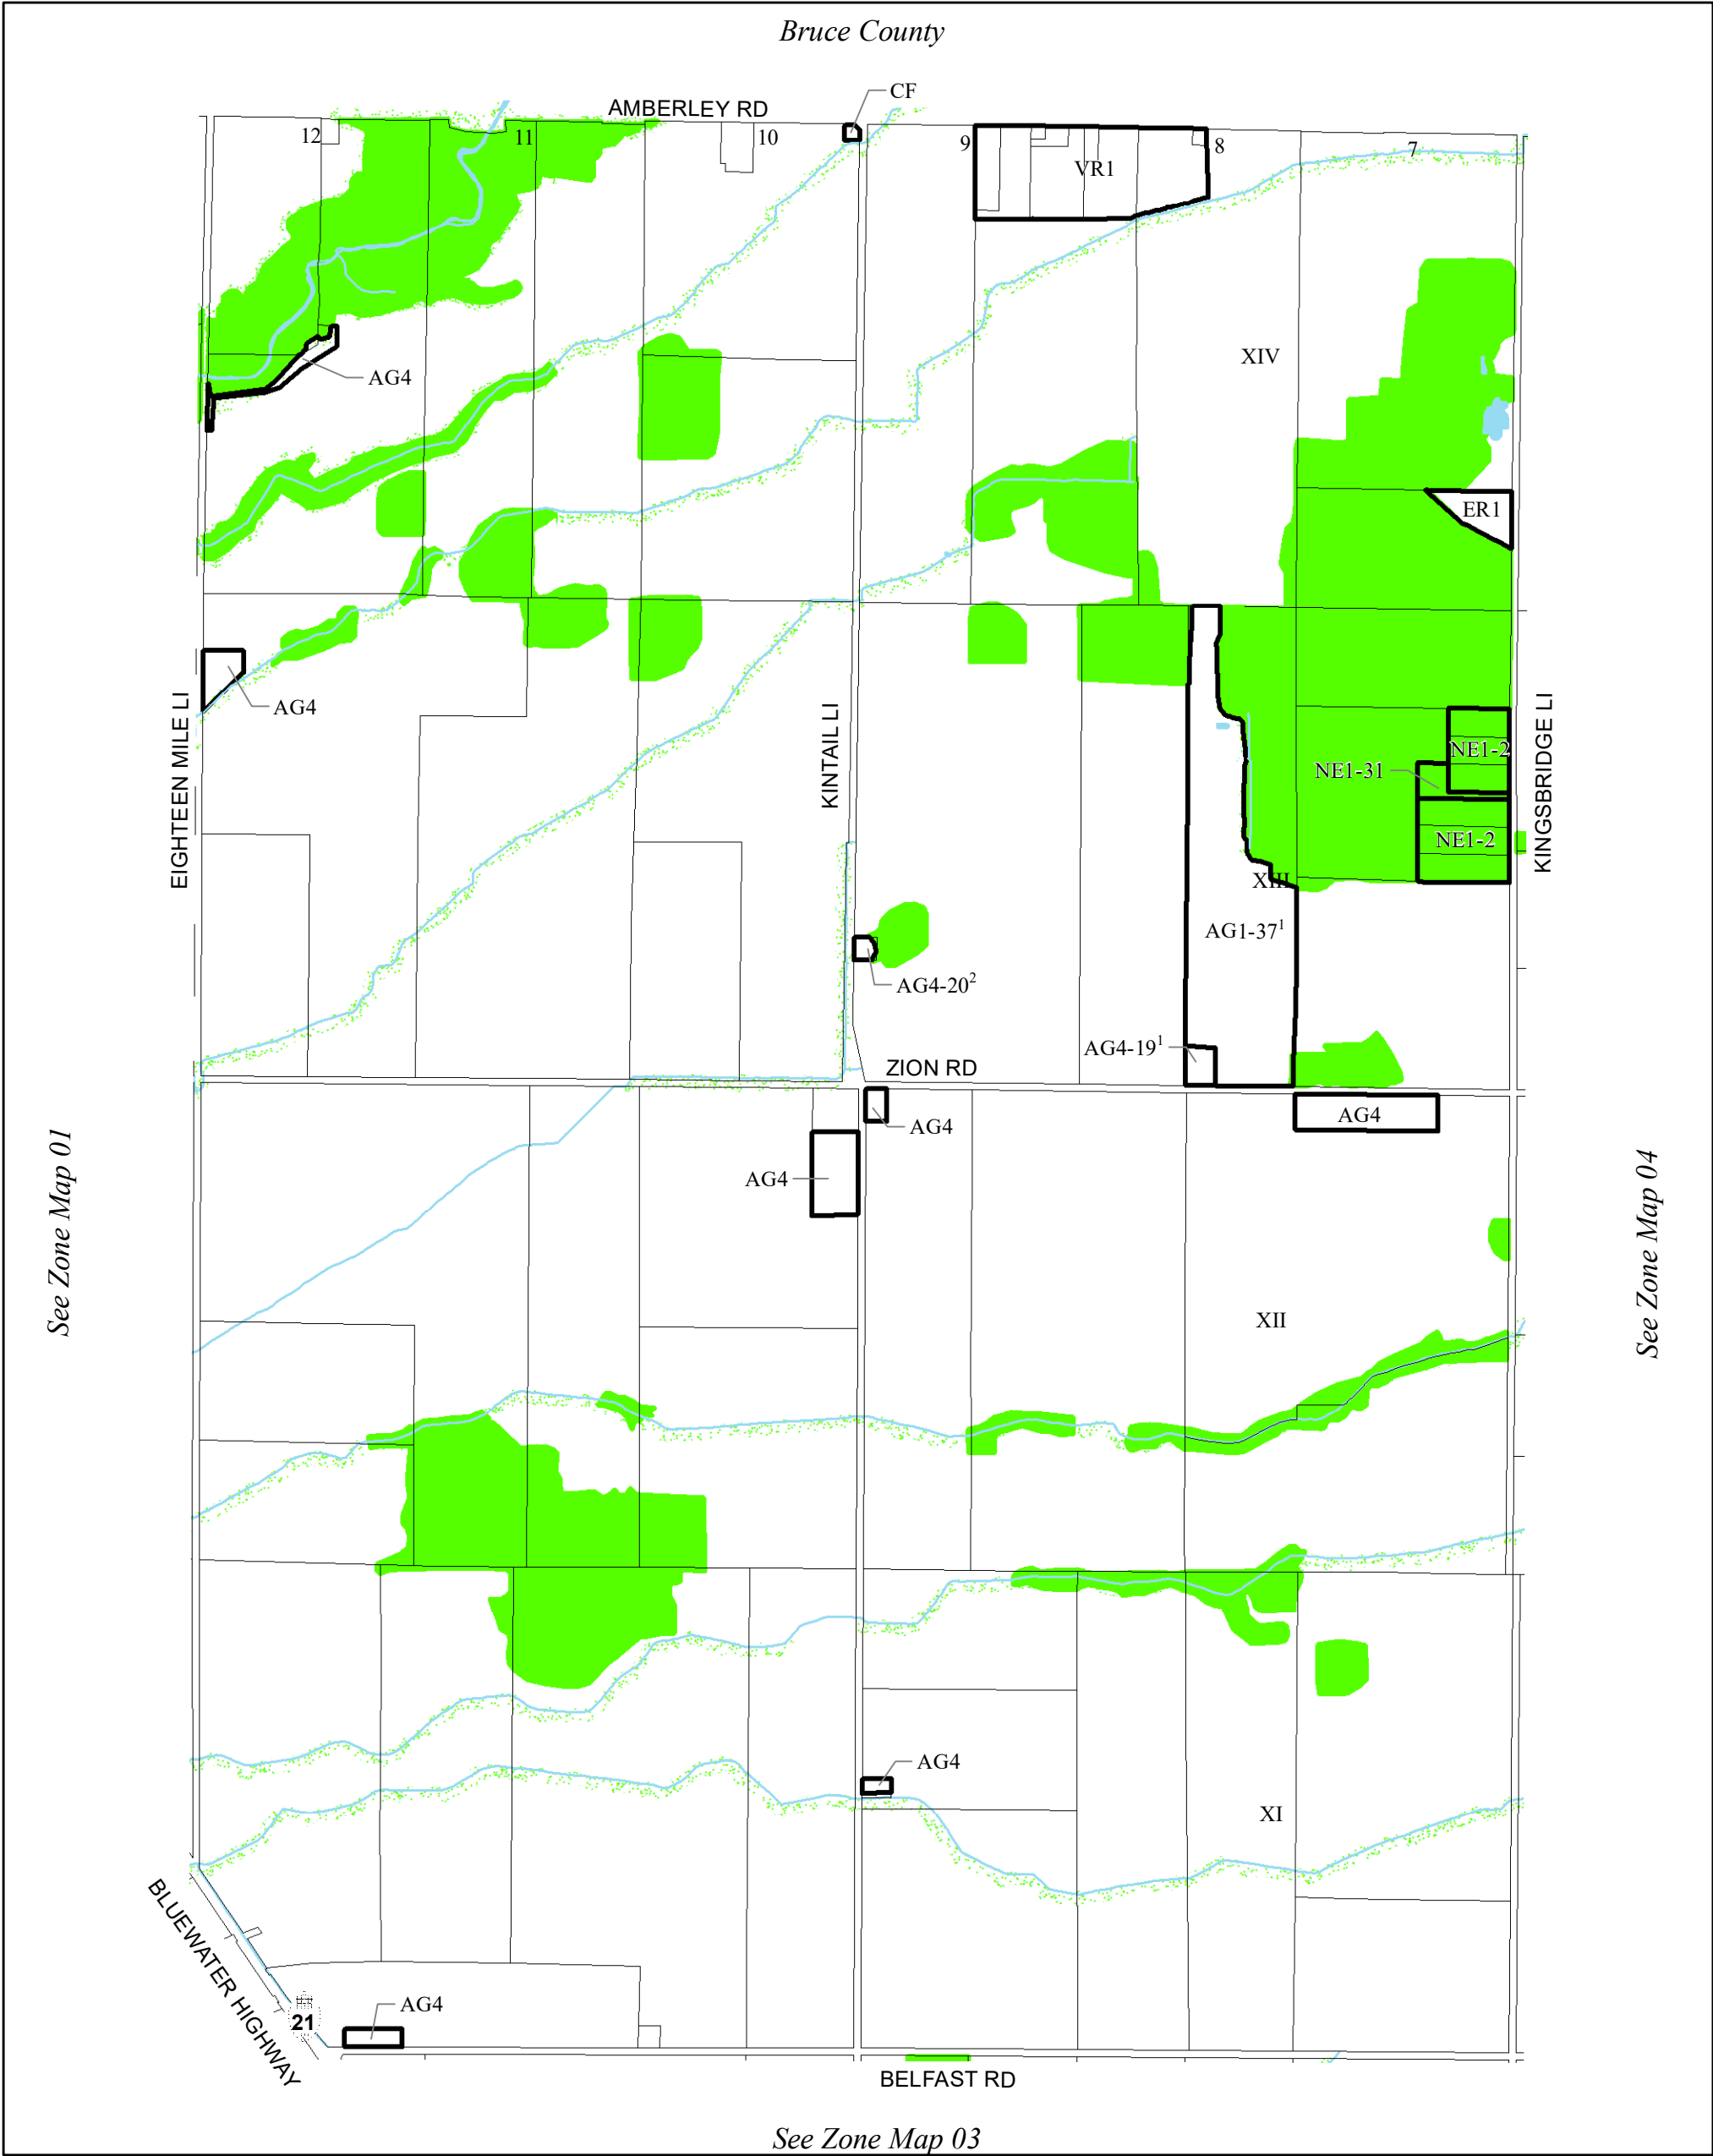 Bruce County
CF
AMBERLEY RD
12
11
10
9
8
7
VR1
XIV
AG4
ER1
AG4
EIGHTEEN MILE LI
KINTAIL LI
KINGSBRIDGE LI
NE1-2
NE1-31
NE1-2
XIII
AG1-37¹
AG4-20²
AG4-19¹
ZION RD
AG4
AG4
AG4
See Zone Map 01
See Zone Map 04
XII
AG4
XI
BLUEWATER HIGHWAY
21
AG4
BELFAST RD
See Zone Map 03